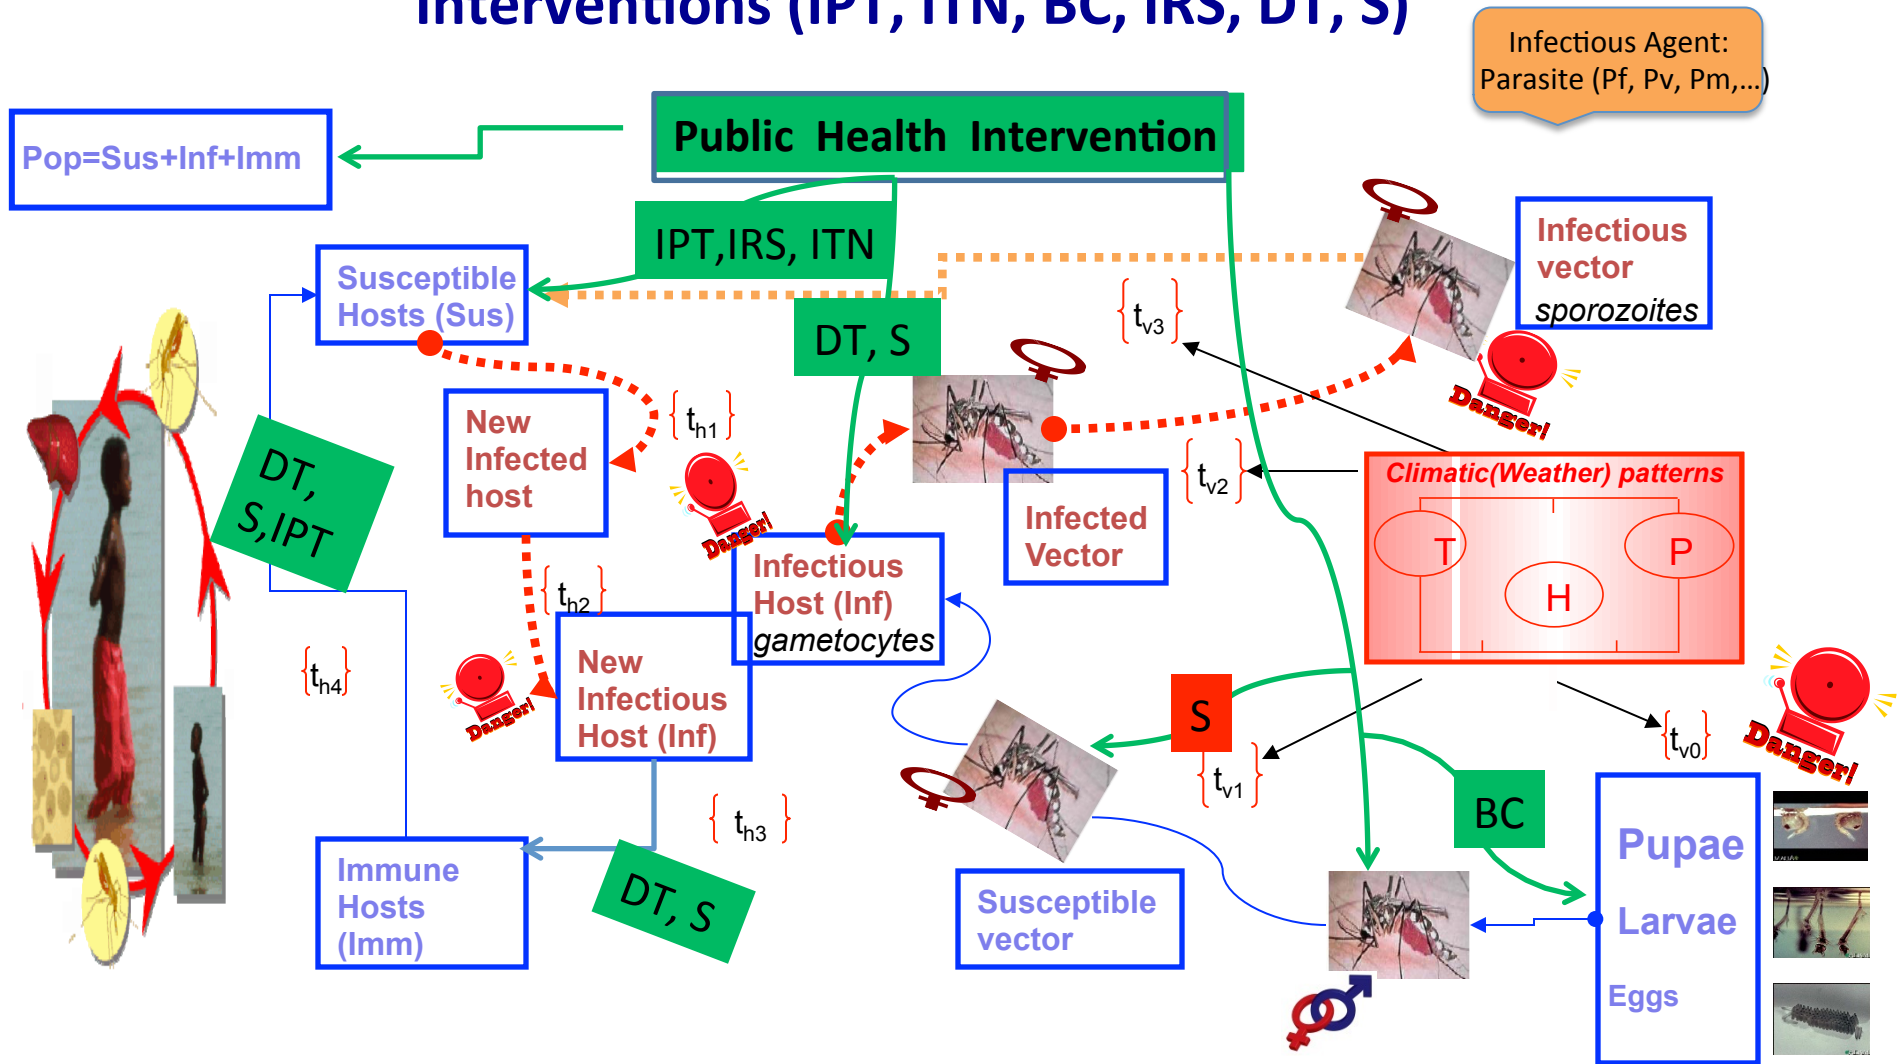 Interventions (IPT, ITN, BC, IRS, DT, S)
Infectious Agent:
Parasite (Pf, Pv, Pm,...)
Public Health Intervention
Pop=Sus+Inf+Imm
IPT,IRS, ITN
Infectious
vector
sporozoites
Susceptible
Hosts (Sus)
{tv3}
DT, S
Danger!
New
Infected
host
{th1}
DT,
S,IPT
{tv2}
Climatic(Weather) patterns
T
P
H
Danger!
Infected
Vector
Infectious
Host (Inf)
gametocytes
{th2}
New
Infectious
Host (Inf)
{th4}
Danger!
S
{tv1}
{tv0}
Danger!
{th3}
BC
Pupae
Larvae
Eggs
Immune
Hosts
(Imm)
DT, S
Susceptible
vector